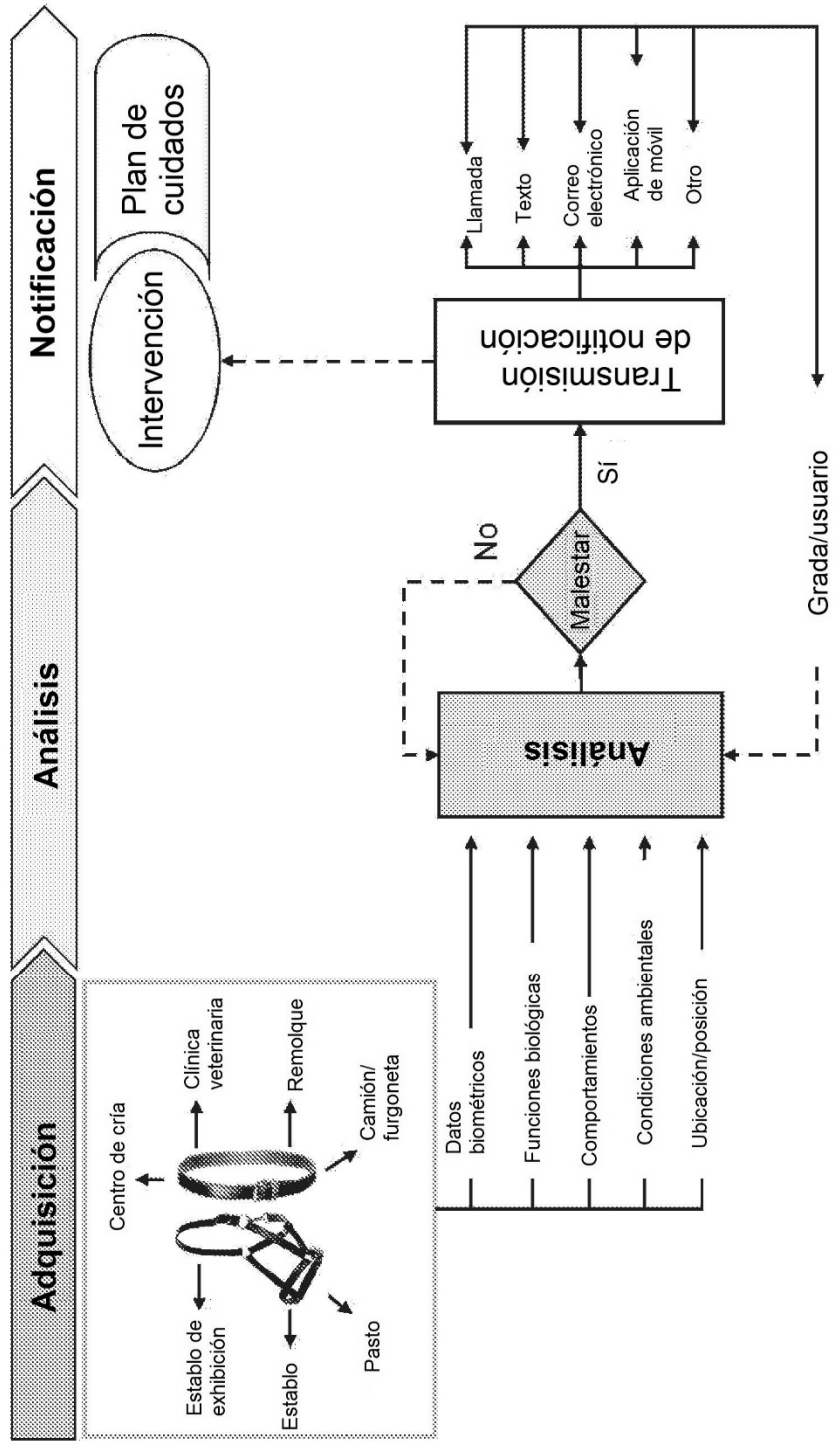 Adquisición
Análisis
Notificación
Centro de cría
Clínica
veterinaria
Remolque
Camión/
furgoneta
Establo de
exhibición
Establo
Pasto
Datos
biométricos
Funciones biológicas
Comportamientos
Condiciones ambientales
Ubicación/posición
Análisis
Malestar
No
Sí
Transmisión
de notificación
Intervención
Plan de
cuidados
Llamada
Texto
Correo
electrónico
Aplicación
de móvil
Otro
Grada/usuario